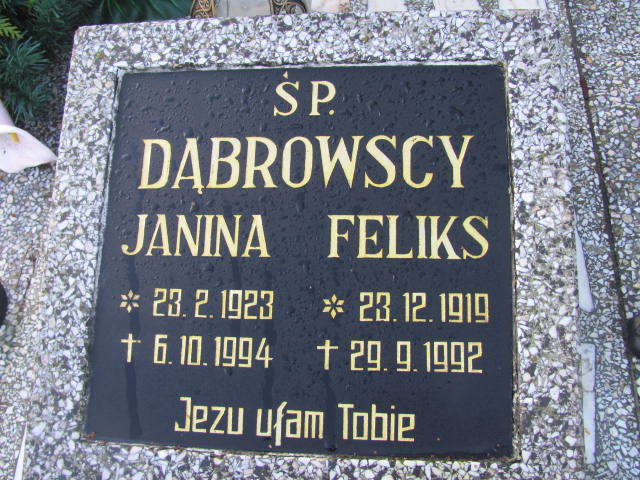 ŚP.
DĄBROWSCY
JANINA FELIKS
* 23.2.1923 * 23.12.1919
† 6.10.1994 † 29.9.1992
Jezu ufam Tobie